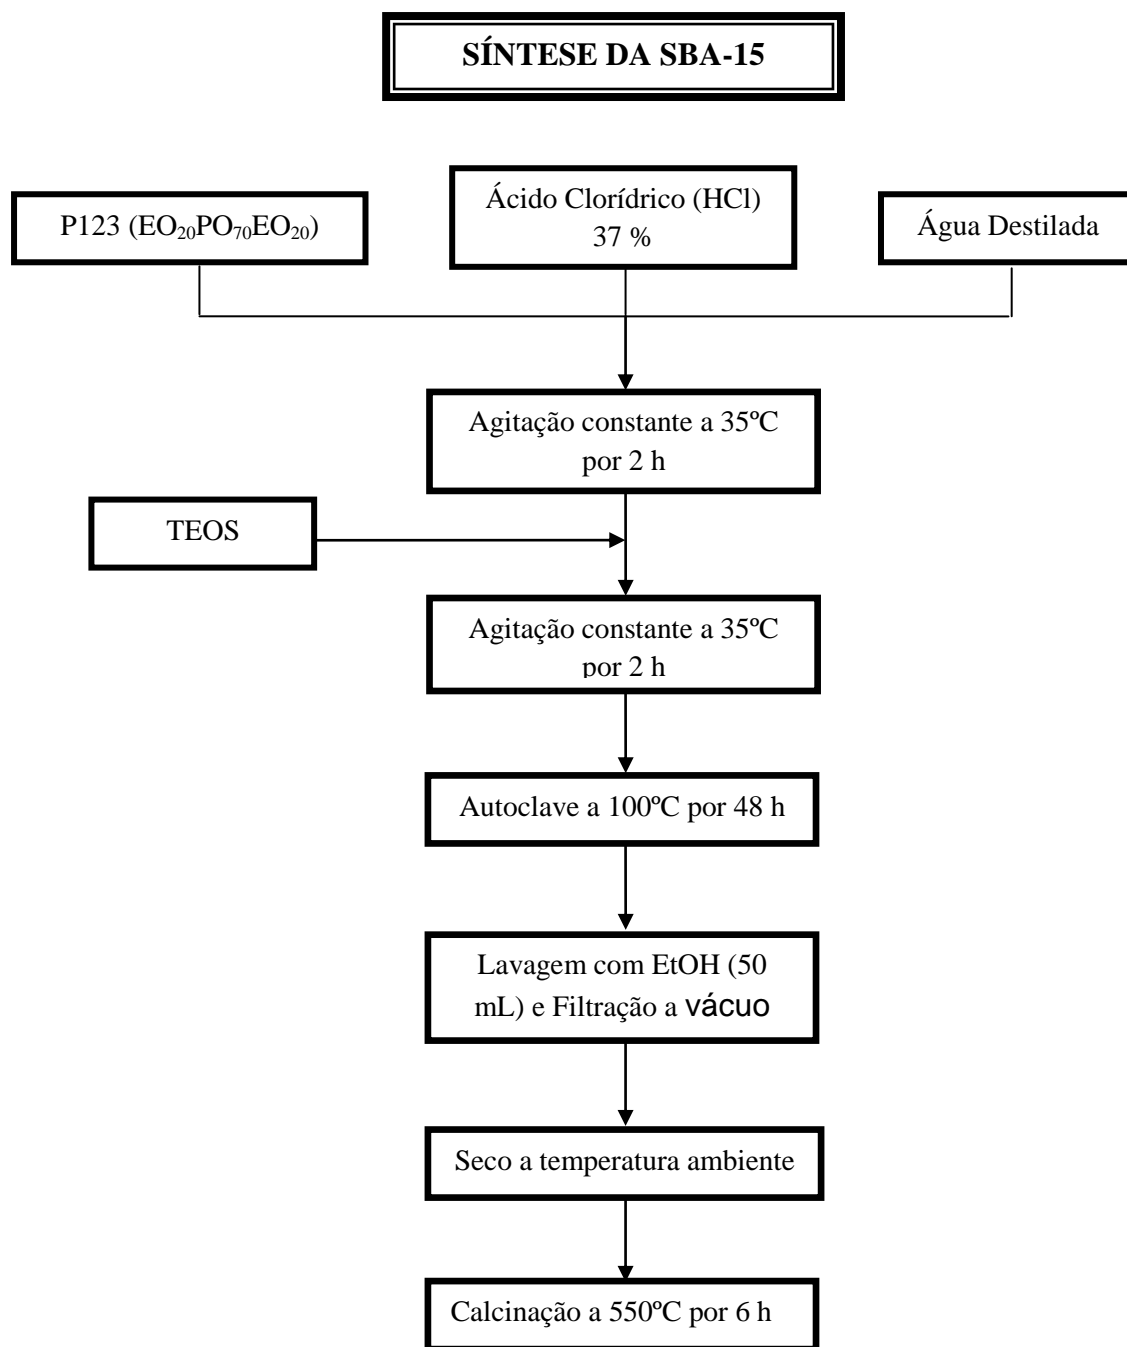 SÍNTESE DA SBA-15
P123 (EO₂₀PO₇₀EO₂₀)
Ácido Clorídrico (HCl)
37 %
Água Destilada
Agitação constante a 35ºC
por 2 h
TEOS
Agitação constante a 35ºC
por 2 h
Autoclave a 100ºC por 48 h
Lavagem com EtOH (50
mL) e Filtração a vácuo
Seco a temperatura ambiente
Calcinação a 550ºC por 6 h